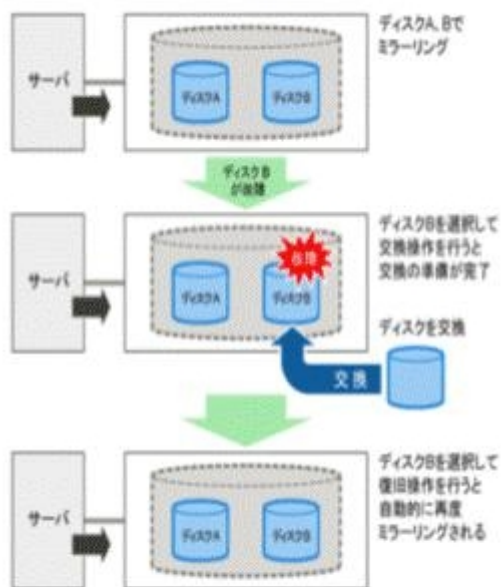 ディスクA, Bで
ミラーリング
サーバ
ディスクA
ディスクB
ディスクB
が故障
ディスクBを選択して
交換操作を行うと
交換の準備が完了
故障
サーバ
ディスクA
ディスクB
ディスクを交換
交換
ディスクBを選択して
復旧操作を行うと
自動的に再度
ミラーリングされる
サーバ
ディスクA
ディスクB